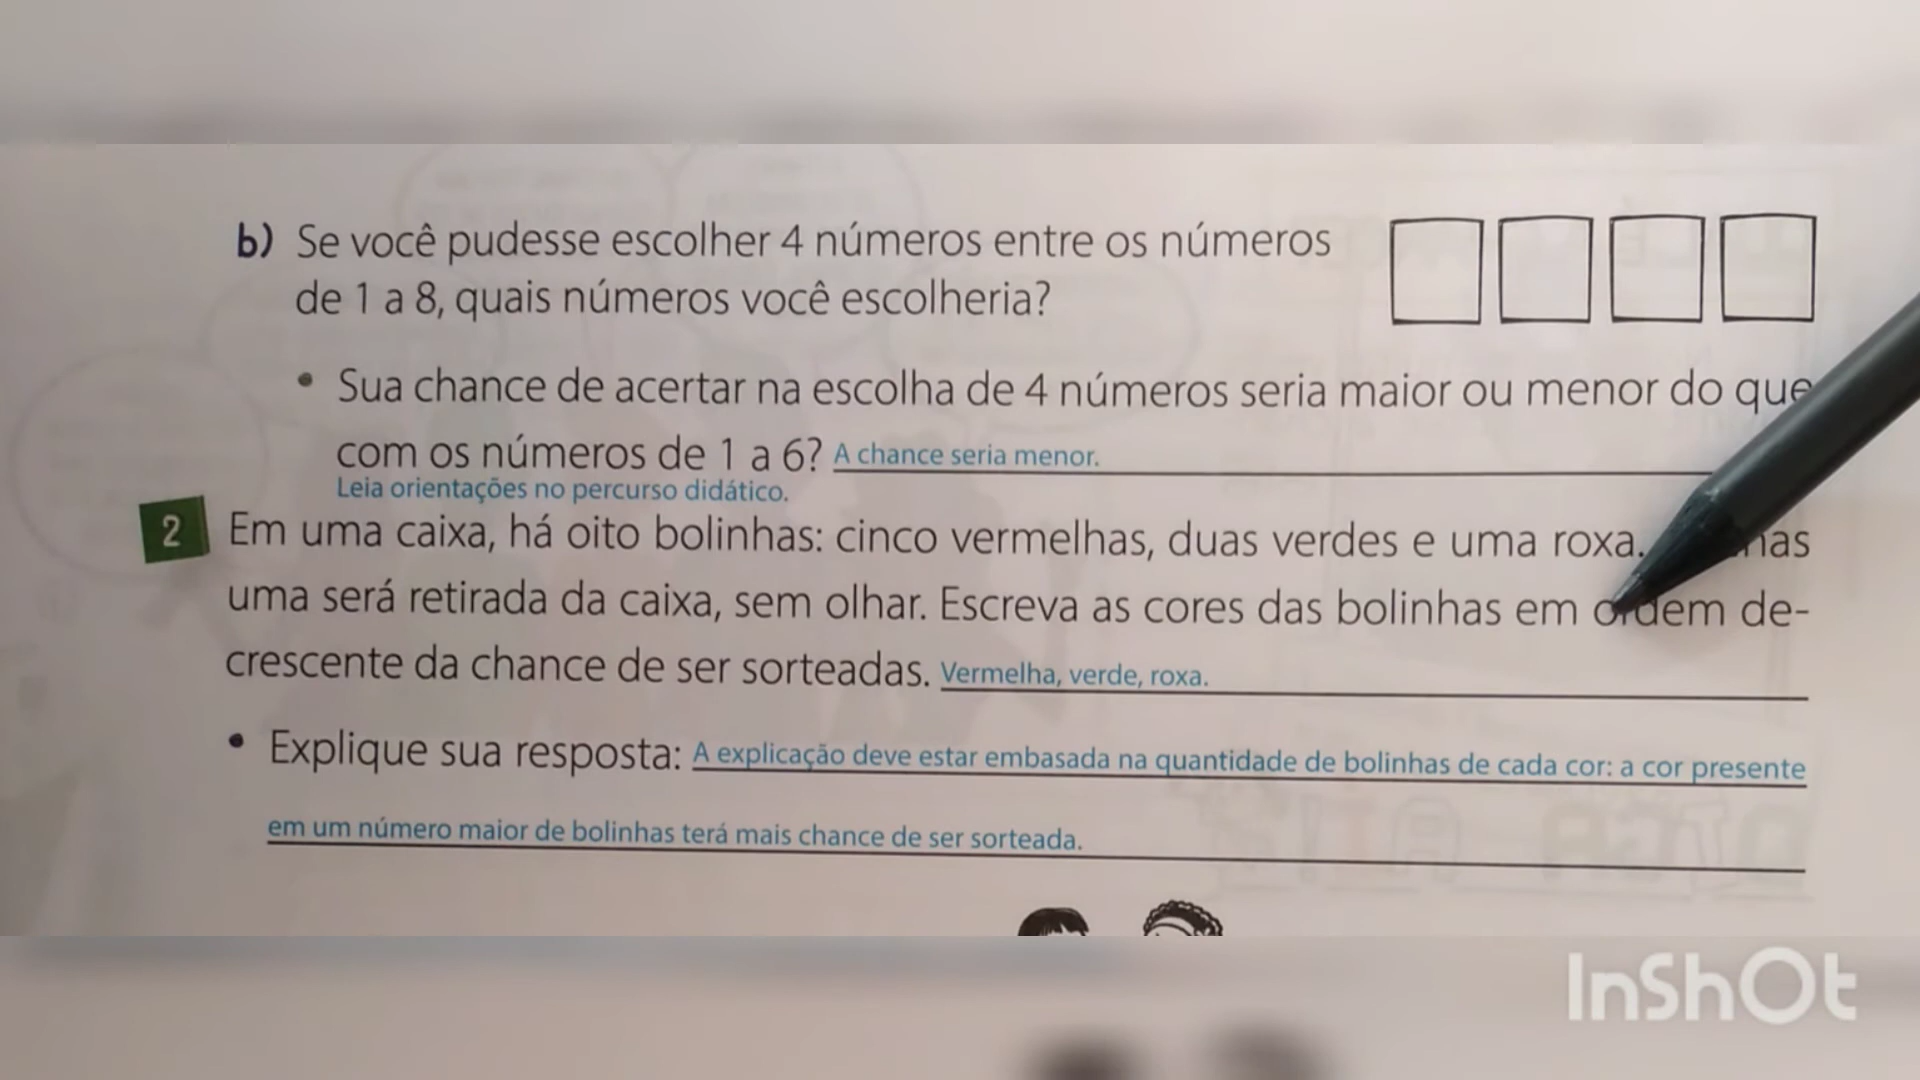 b) Se você pudesse escolher 4 números entre os números
de 1 a 8, quais números você escolheria?
• Sua chance de acertar na escolha de 4 números seria maior ou menor do que
com os números de 1 a 6? A chance seria menor.
Leia orientações no percurso didático.
2 Em uma caixa, há oito bolinhas: cinco vermelhas, duas verdes e uma roxa.
uma será retirada da caixa, sem olhar. Escreva as cores das bolinhas em ordem de-
crescente da chance de ser sorteadas. Vermelha, verde, roxa.
• Explique sua resposta: A explicação deve estar embasada na quantidade de bolinhas de cada cor: a cor presente
em um número maior de bolinhas terá mais chance de ser sorteada.
InShOt